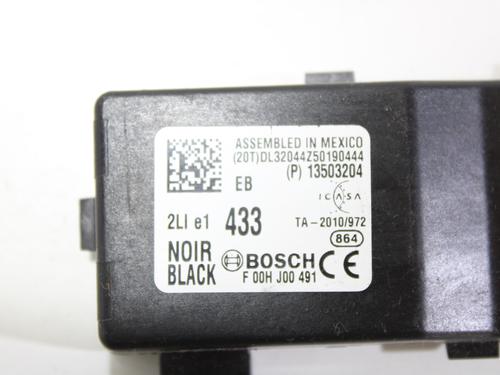 ASSEMBLED IN MEXICO
(20T)DL32044Z50190444
(P) 13503204
EB
ICASA
2LI e1 433 TA-2010/972
864
NOIR
BLACK
BOSCH CE
F 00H J00 491